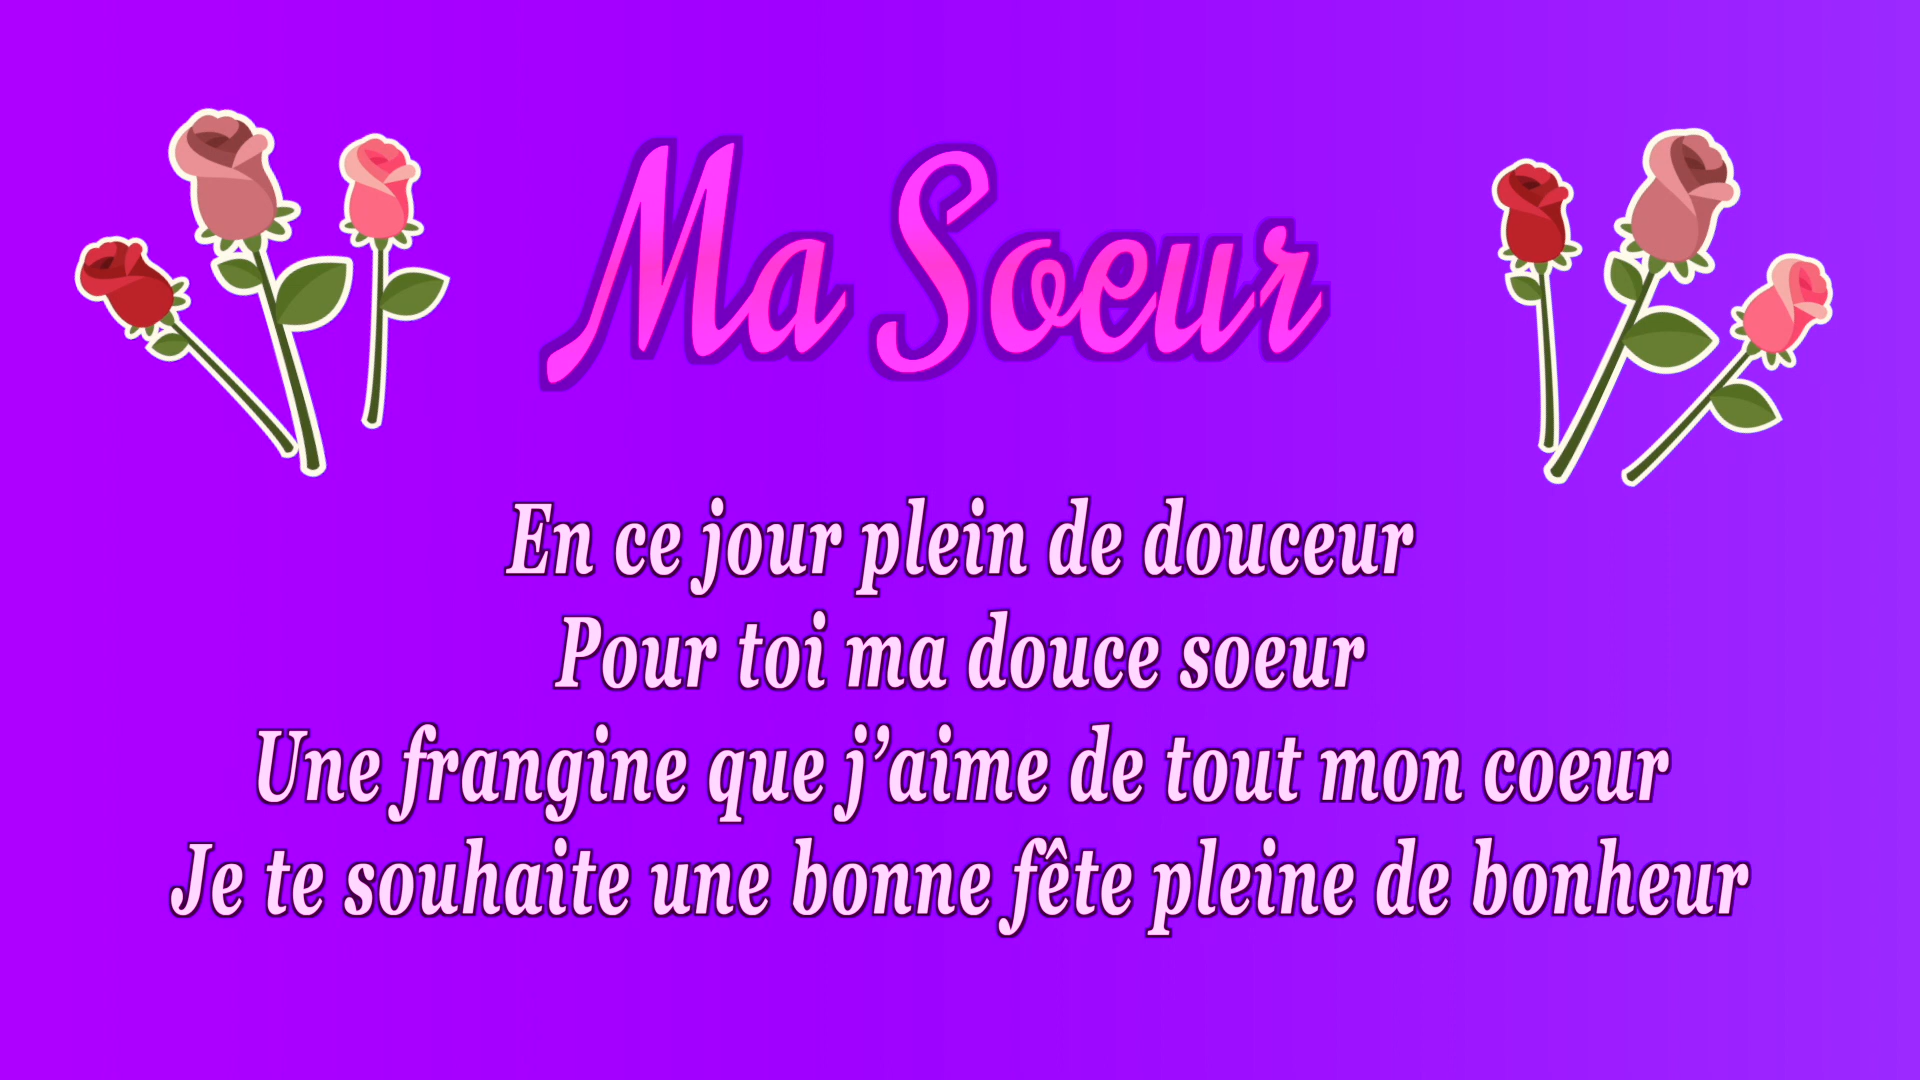 Ma Soeur
En ce jour plein de douceur
Pour toi ma douce soeur
Une frangine que j’aime de tout mon coeur
Je te souhaite une bonne fête pleine de bonheur